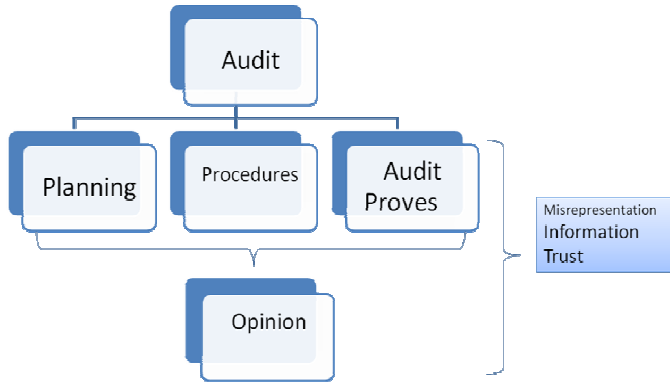 Audit
Planning
Procedures
Audit
Proves
Misrepresentation
Information
Trust
Opinion